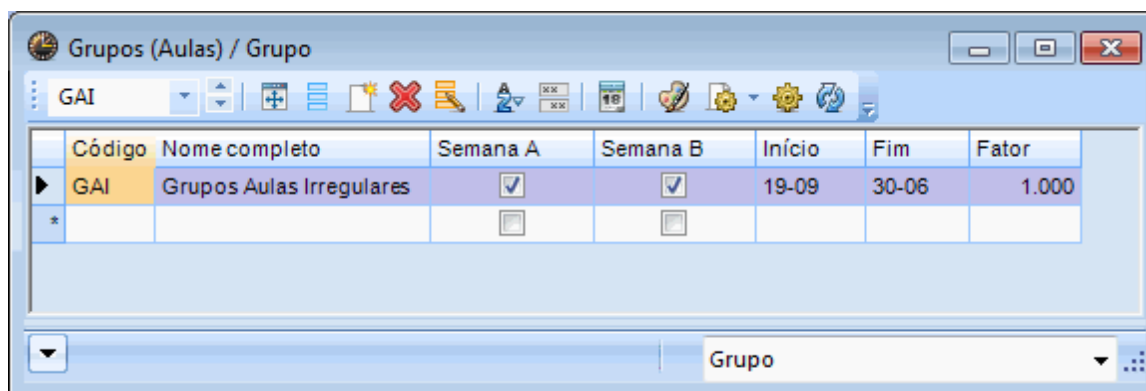 Grupos (Aulas) / Grupo
GAI
Código Nome completo Semana A Semana B Início Fim Fator
GAI Grupos Aulas Irregulares 19-09 30-06 1.000
*
Grupo